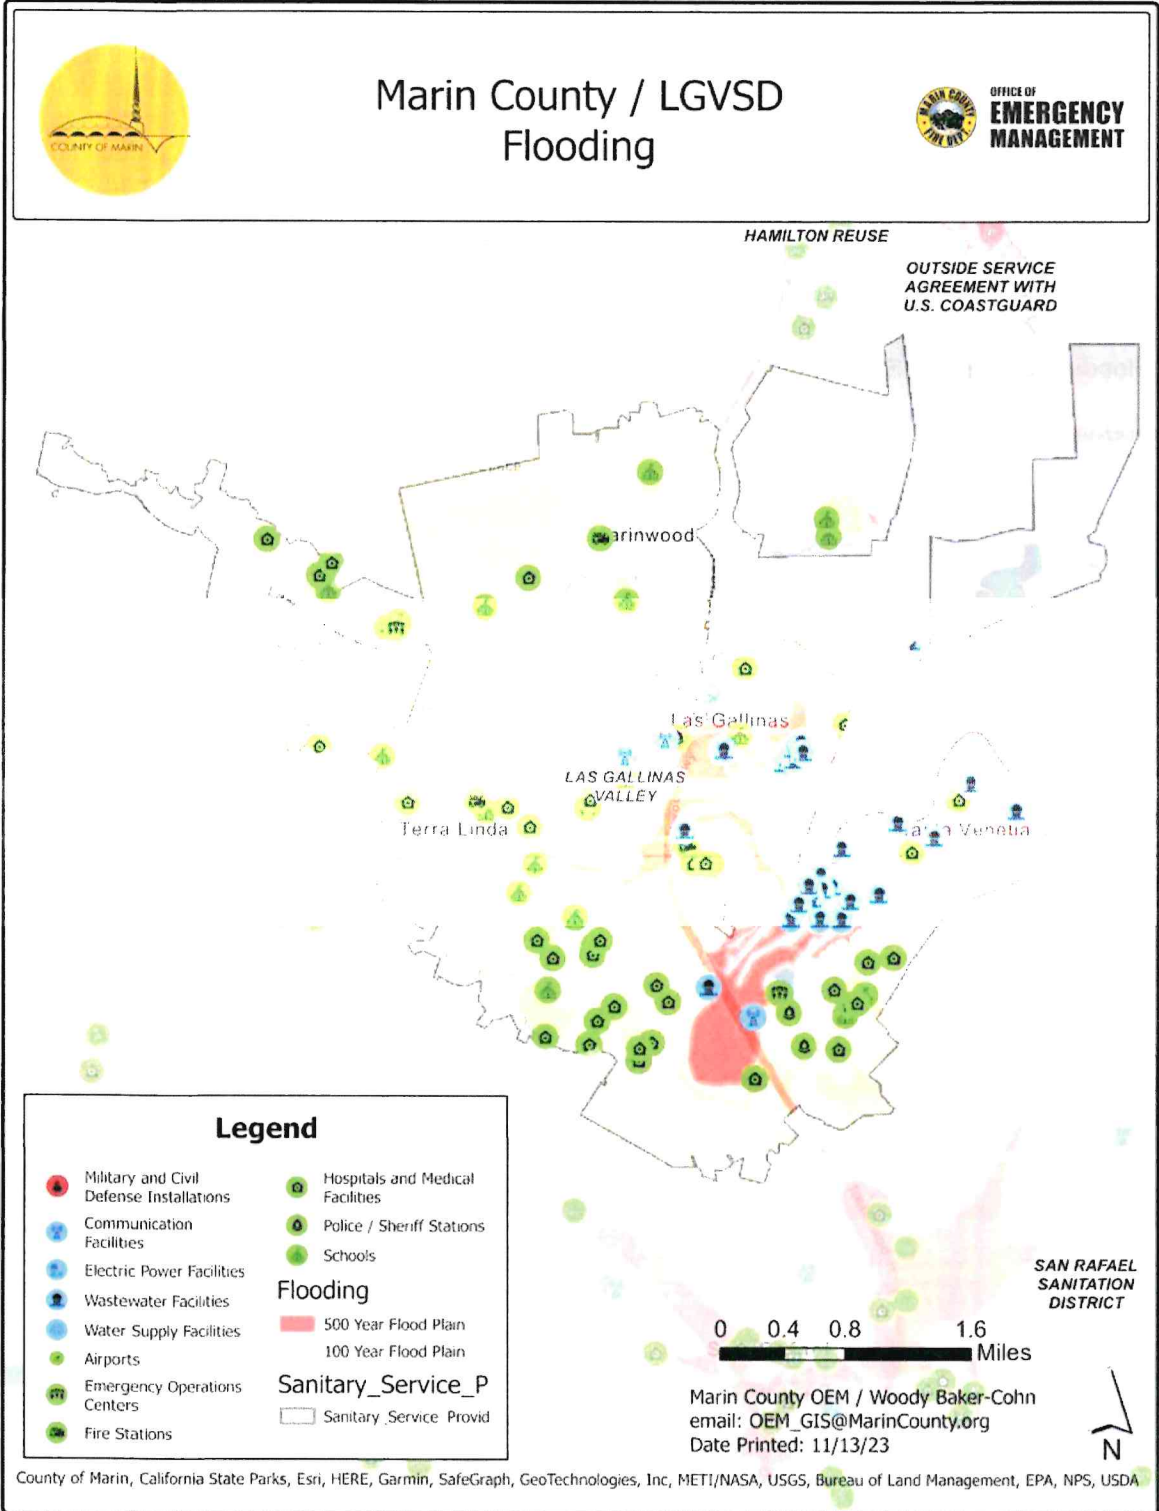 COUNTY OF MARIN
Marin County / LGVSD
Flooding
MARIN COUNTY
FIRE DEPT.
OFFICE OF
EMERGENCY
MANAGEMENT
HAMILTON REUSE
OUTSIDE SERVICE
AGREEMENT WITH
U.S. COASTGUARD
arinwood
Las Gallinas
LAS GALLINAS
VALLEY
Terra Linda
Venetia
Legend
Military and Civil
Defense Installations
Communication
Facilities
Electric Power Facilities
Wastewater Facilities
Water Supply Facilities
Airports
Emergency Operations
Centers
Fire Stations
Hospitals and Medical
Facilities
Police / Sheriff Stations
Schools
Flooding
500 Year Flood Plain
100 Year Flood Plain
Sanitary_Service_P
Sanitary_Service_Provid
SAN RAFAEL
SANITATION
DISTRICT
0 0.4 0.8 1.6
Miles
Marin County OEM / Woody Baker-Cohn
email: OEM_GIS@MarinCounty.org
Date Printed: 11/13/23
N
County of Marin, California State Parks, Esri, HERE, Garmin, SafeGraph, GeoTechnologies, Inc, METI/NASA, USGS, Bureau of Land Management, EPA, NPS, USDA